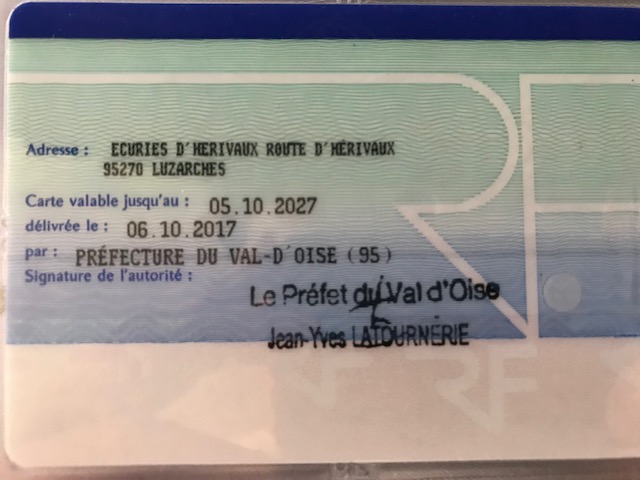 Adresse : ECURIES D'HERIVAUX ROUTE D'HÉRIVAUX
95270 LUZARCHES
Carte valable jusqu'au : 05.10.2027
délivrée le : 06.10.2017
par : PRÉFECTURE DU VAL-D'OISE (95)
Signature de l'autorité :
Le Préfet du Val d'Oise
Jean-Yves LATOURNERIE